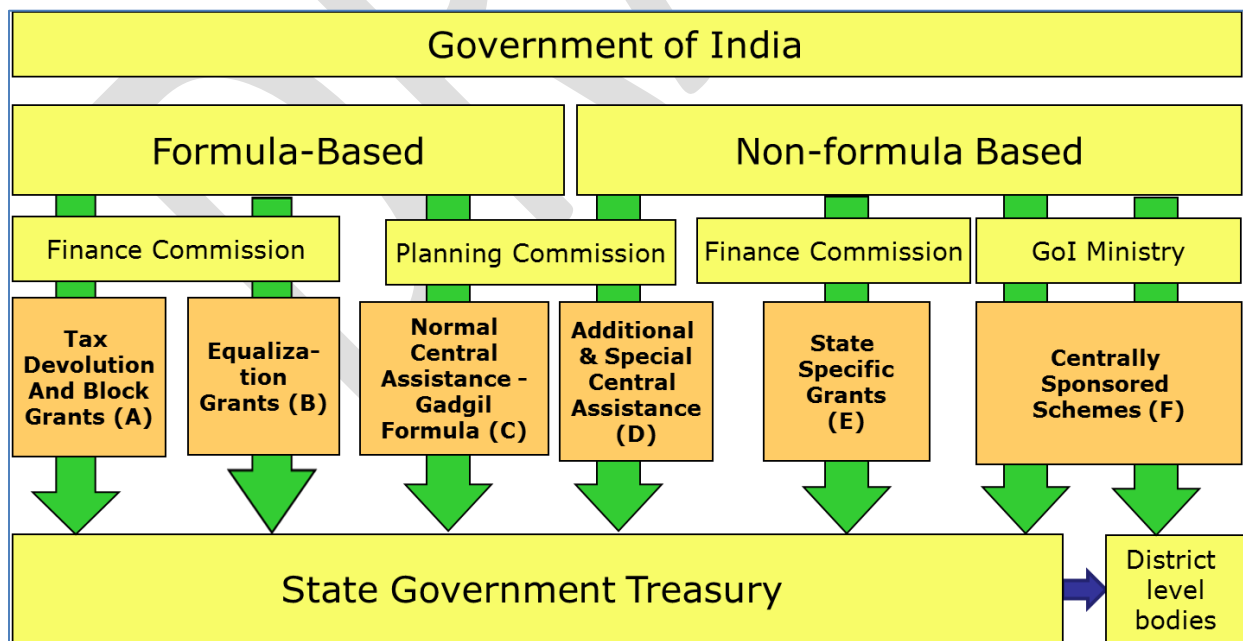 Government of India
Formula-Based
Non-formula Based
Finance Commission
Planning Commission
Finance Commission
GoI Ministry
Tax
Devolution
And Block
Grants (A)
Equaliza-
tion
Grants (B)
Normal
Central
Assistance -
Gadgil
Formula (C)
Additional
& Special
Central
Assistance
(D)
State
Specific
Grants
(E)
Centrally
Sponsored
Schemes (F)
State Government Treasury
District
level
bodies